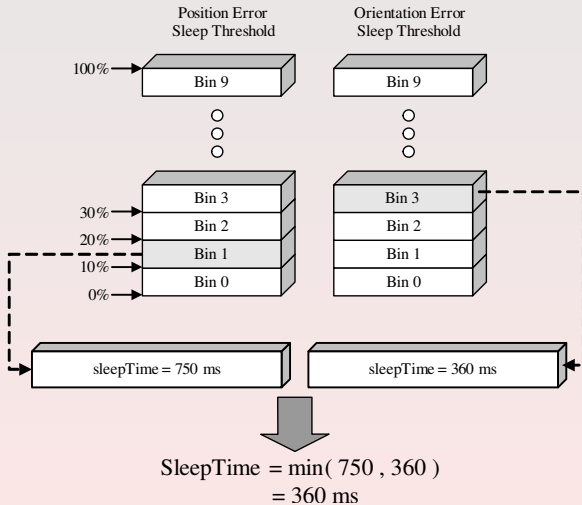 Position Error
Sleep Threshold
Orientation Error
Sleep Threshold
100%
Bin 9
Bin 9
Bin 3
Bin 3
30%
Bin 2
Bin 2
20%
Bin 1
Bin 1
10%
Bin 0
Bin 0
0%
sleepTime = 750 ms
sleepTime = 360 ms
SleepTime = min( 750 , 360 )
= 360 ms